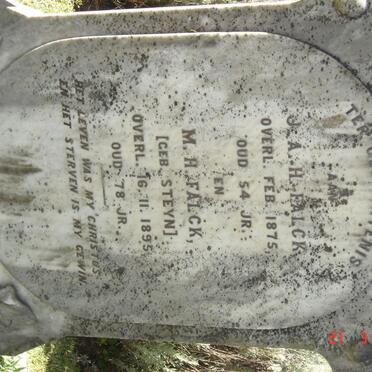 TER
AAN
J. A. H. FALCK
OVERL. FEB. 1875,
OUD 54 JR.
EN
M. H. FALCK,
[GEB. STEYN],
OVERL. 16. 11. 1895
OUD 78 JR.
HET LEVEN WAS MY CHRISTUS
EN HET STERVEN IS MY GEWIN